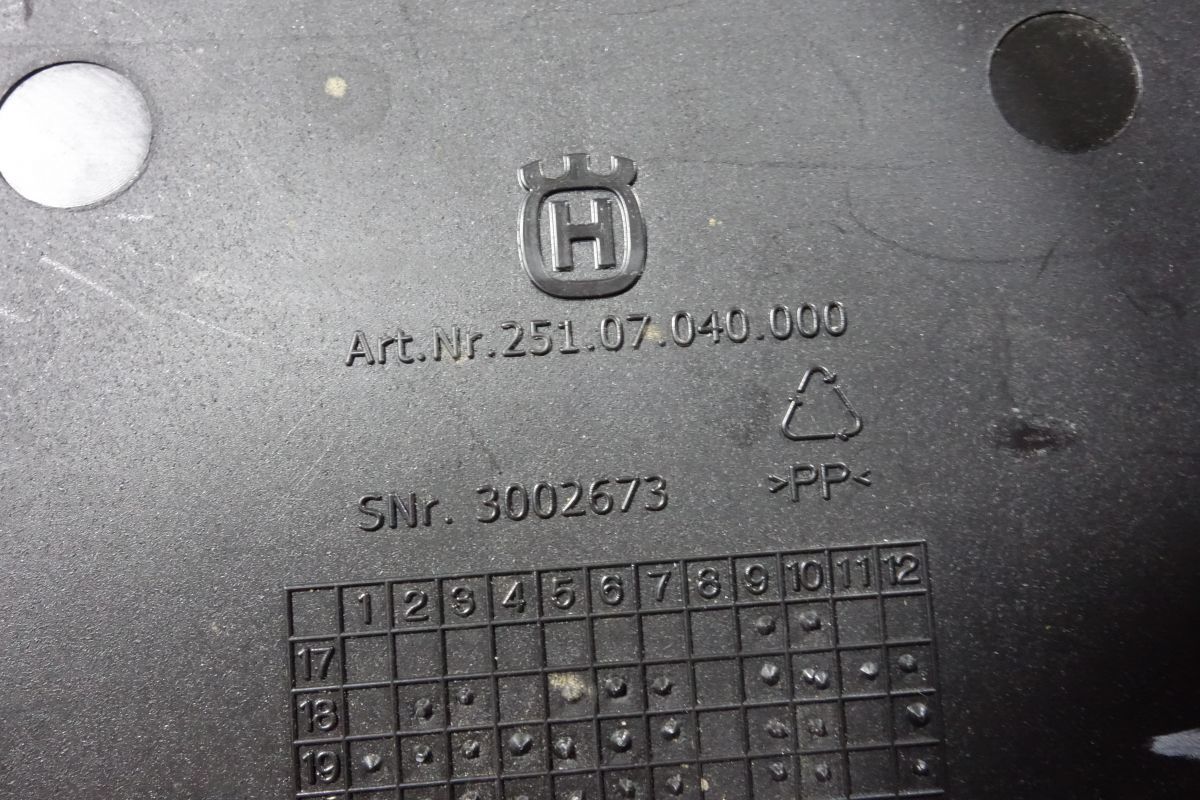 H
Art.Nr.251.07.040.000
SNr. 3002673
>PP<
1 2 3 4 5 6 7 8 9 10 11 12
17
18
19